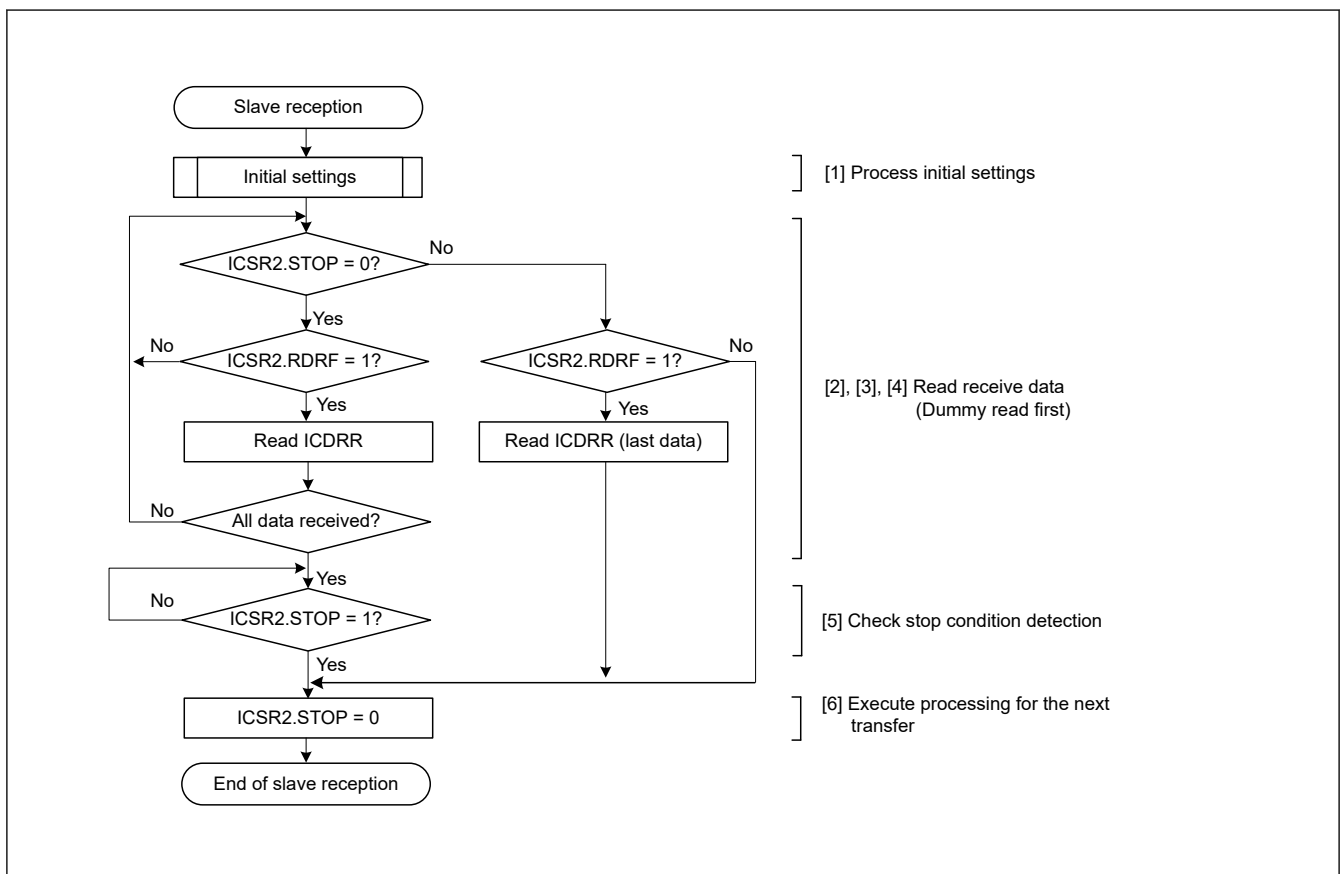 Slave reception
Initial settings
[1] Process initial settings
ICSR2.STOP = 0?
No
Yes
No
ICSR2.RDRF = 1?
ICSR2.RDRF = 1?
No
Yes
Yes
[2], [3], [4] Read receive data
(Dummy read first)
Read ICDRR
Read ICDRR (last data)
No
All data received?
Yes
No
ICSR2.STOP = 1?
[5] Check stop condition detection
Yes
ICSR2.STOP = 0
[6] Execute processing for the next
transfer
End of slave reception